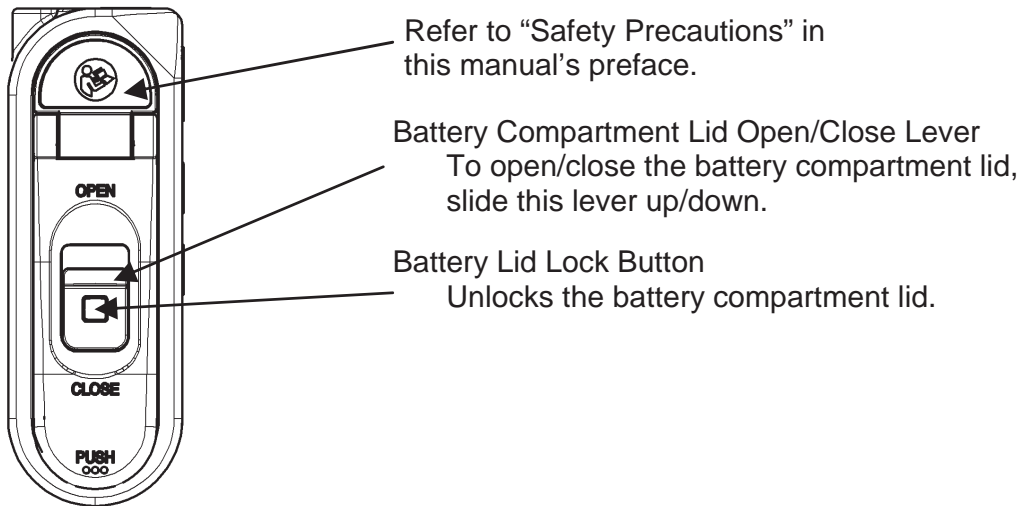 Refer to “Safety Precautions” in
this manual’s preface.
Battery Compartment Lid Open/Close Lever
To open/close the battery compartment lid,
slide this lever up/down.
OPEN
Battery Lid Lock Button
Unlocks the battery compartment lid.
CLOSE
PUSH